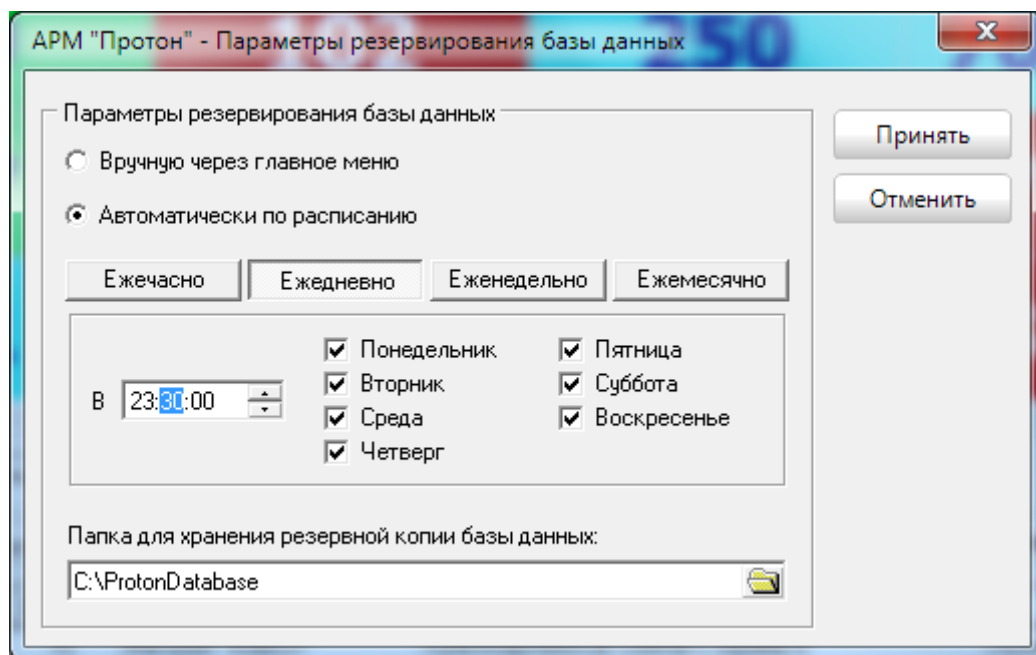 АРМ "Протон" - Параметры резервирования базы данных
Параметры резервирования базы данных
Вручную через главное меню
Автоматически по расписанию
Принять
Отменить
Ежечасно Ежедневно Еженедельно Ежемесячно
Понедельник Пятница
Вторник Суббота
В 23:30:00
Среда Воскресенье
Четверг
Папка для хранения резервной копии базы данных:
C:\ProtonDatabase